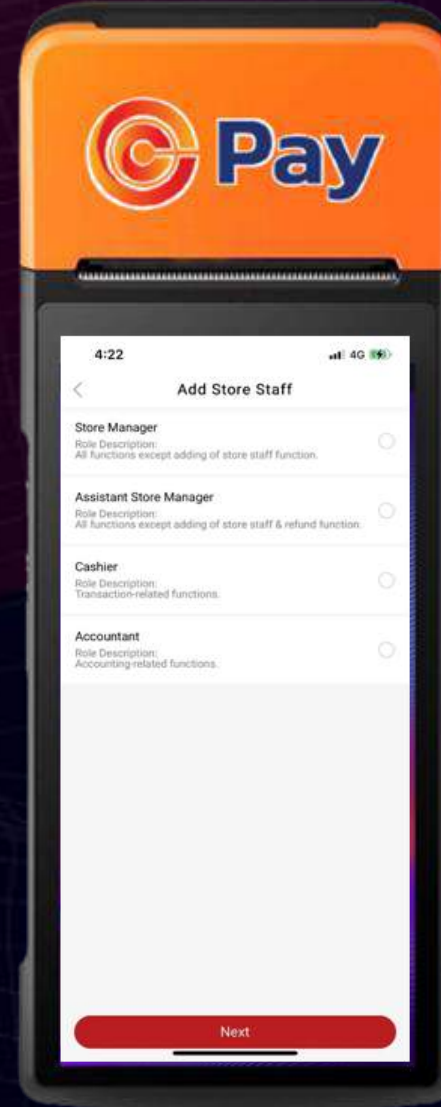 Pay
4:22
4G
Add Store Staff
Store Manager
Role Description:
All functions except adding of store staff function.
Assistant Store Manager
Role Description:
All functions except adding of store staff & refund function.
Cashier
Role Description:
Transaction-related functions.
Accountant
Role Description:
Accounting-related functions.
Next